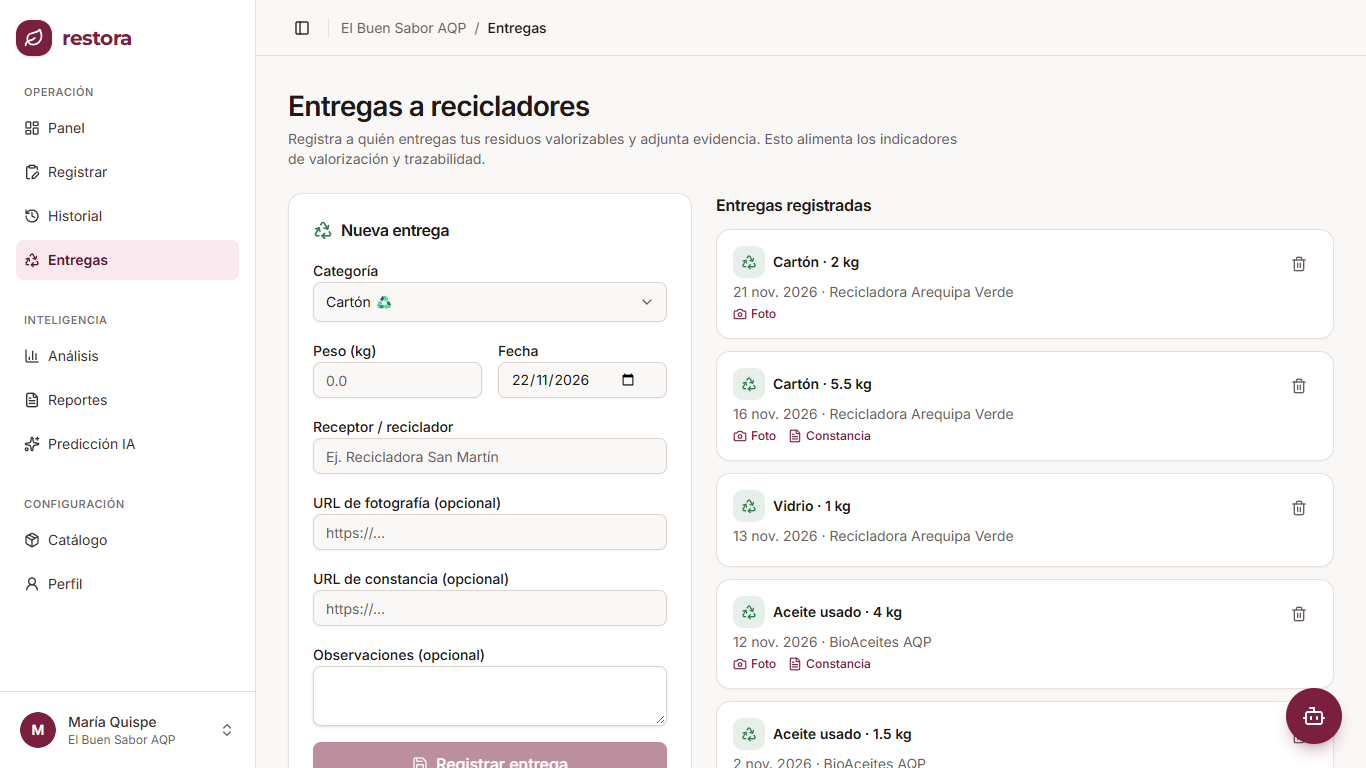 restora
OPERACIÓN
Panel
Registrar
Historial
Entregas
INTELIGENCIA
Análisis
Reportes
Predicción IA
CONFIGURACIÓN
Catálogo
Perfil
M
María Quispe
El Buen Sabor AQP
El Buen Sabor AQP / Entregas
Entregas a recicladores
Registra a quién entregas tus residuos valorizables y adjunta evidencia. Esto alimenta los indicadores
de valorización y trazabilidad.
Nueva entrega
Categoría
Cartón
Peso (kg) Fecha
0.0 22/11/2026
Receptor / reciclador
Ej. Recicladora San Martín
URL de fotografía (opcional)
https://...
URL de constancia (opcional)
https://...
Observaciones (opcional)
Registrar entrega
Entregas registradas
Cartón · 2 kg
21 nov. 2026 · Recicladora Arequipa Verde
Foto
Cartón · 5.5 kg
16 nov. 2026 · Recicladora Arequipa Verde
Foto Constancia
Vidrio · 1 kg
13 nov. 2026 · Recicladora Arequipa Verde
Aceite usado · 4 kg
12 nov. 2026 · BioAceites AQP
Foto Constancia
Aceite usado · 1.5 kg
2 nov. 2026 · BioAceites AQP